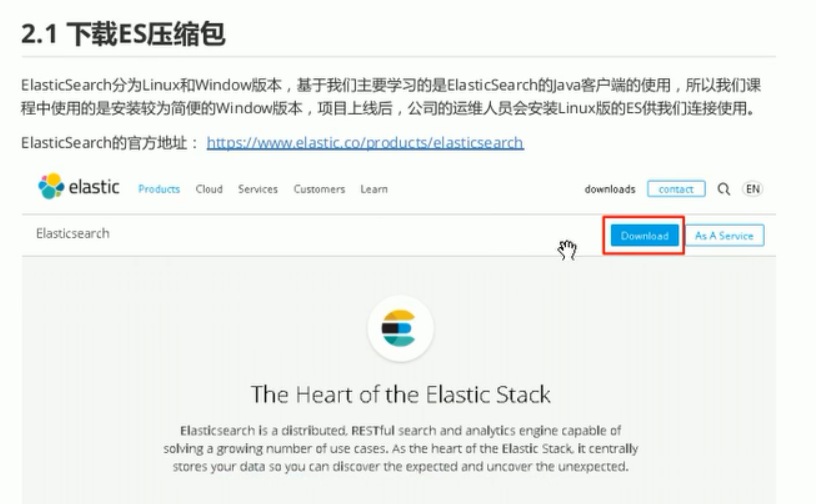 2.1 下载ES压缩包
ElasticSearch分为Linux和Window版本，基于我们主要学习的是ElasticSearch的Java客户端的使用，所以我们课
程中使用的是安装较为简便的Window版本，项目上线后，公司的运维人员会安装Linux版的ES供我们连接使用。
ElasticSearch的官方地址： https://www.elastic.co/products/elasticsearch
elastic Products Cloud Services Customers Learn downloads contact EN
Elasticsearch Download As A Service
The Heart of the Elastic Stack
Elasticsearch is a distributed, RESTful search and analytics engine capable of
solving a growing number of use cases. As the heart of the Elastic Stack, it centrally
stores your data so you can discover the expected and uncover the unexpected.